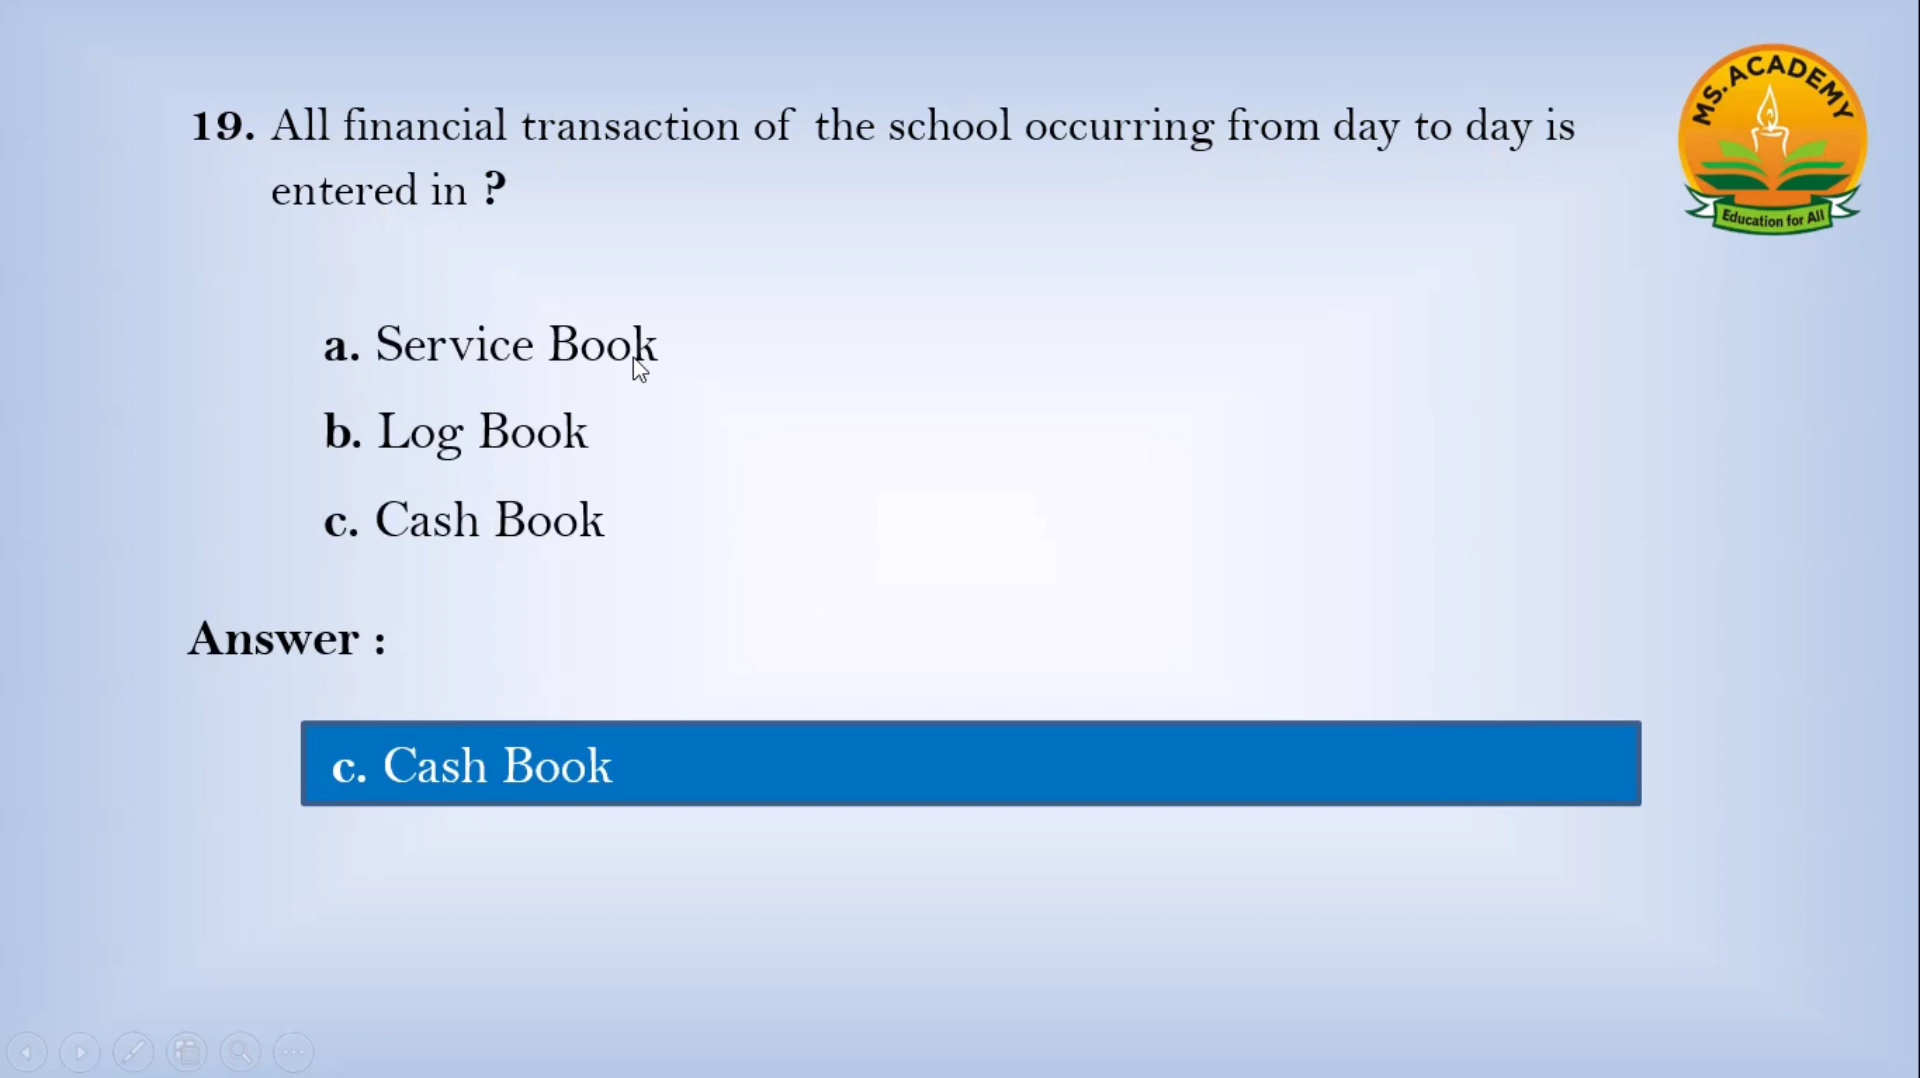 MS. ACADEMY
Education for All
19. All financial transaction of the school occurring from day to day is
entered in ?
a. Service Book
b. Log Book
c. Cash Book
Answer :
c. Cash Book